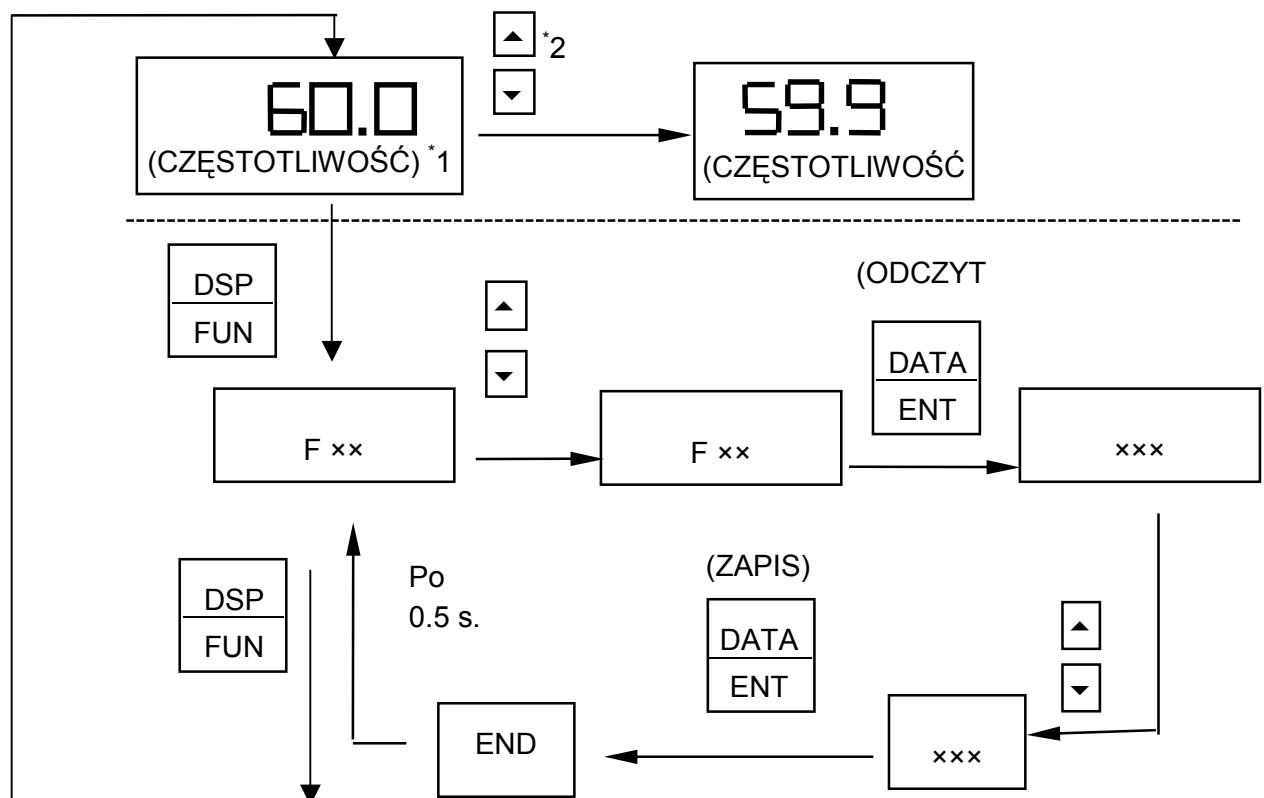 *2
60.0
59.9
(CZĘSTOTLIWOŚĆ) *1
(CZĘSTOTLIWOŚĆ
DSP
FUN
(ODCZYT
DATA
ENT
F ××
F ××
×××
DSP
FUN
Po
0.5 s.
(ZAPIS)
DATA
ENT
END
×××